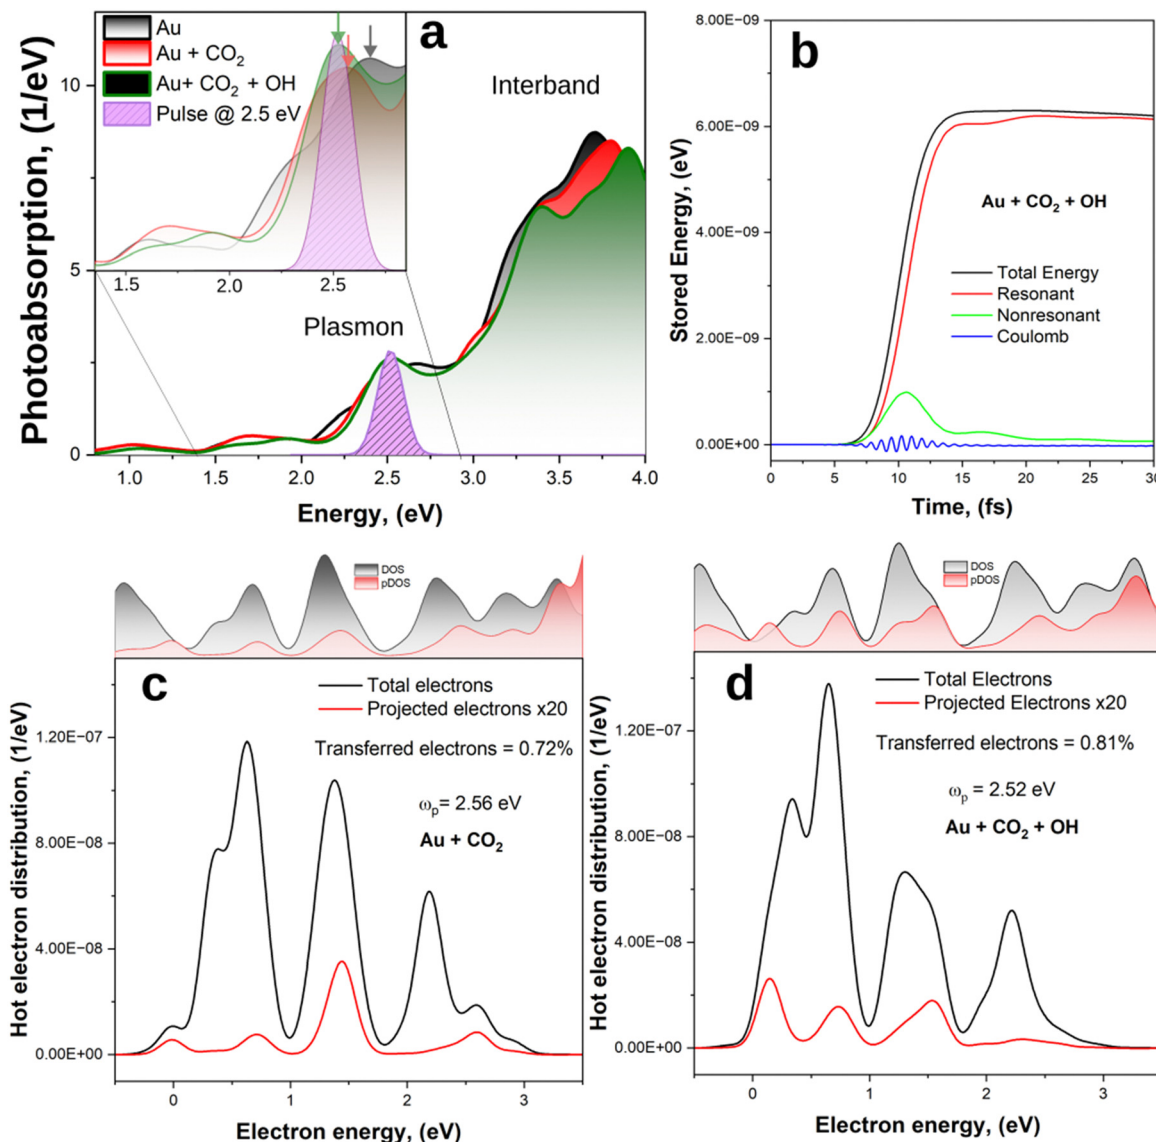 a
Au
Au + CO₂
Au+ CO₂ + OH
Pulse @ 2.5 eV
Interband
Plasmon
Photoabsorption, (1/eV)
10
5
0
1.5
2.0
2.5
1.0
1.5
2.0
2.5
3.0
3.5
4.0
Energy, (eV)
b
8.00E−09
6.00E−09
4.00E−09
2.00E−09
0.00E+00
Stored Energy, (eV)
Au + CO₂ + OH
Total Energy
Resonant
Nonresonant
Coulomb
0
5
10
15
20
25
30
Time, (fs)
DOS
pDOS
c
Total electrons
Projected electrons x20
Transferred electrons = 0.72%
ωₚ= 2.56 eV
Au + CO₂
Hot electron distribution, (1/eV)
1.20E−07
8.00E−08
4.00E−08
0.00E+00
0
1
2
3
Electron energy, (eV)
DOS
pDOS
d
Total Electrons
Projected Electrons x20
Transferred electrons = 0.81%
ωₚ = 2.52 eV
Au + CO₂ + OH
Hot electron distribution, (1/eV)
1.20E−07
8.00E−08
4.00E−08
0.00E+00
0
1
2
3
Electron energy, (eV)